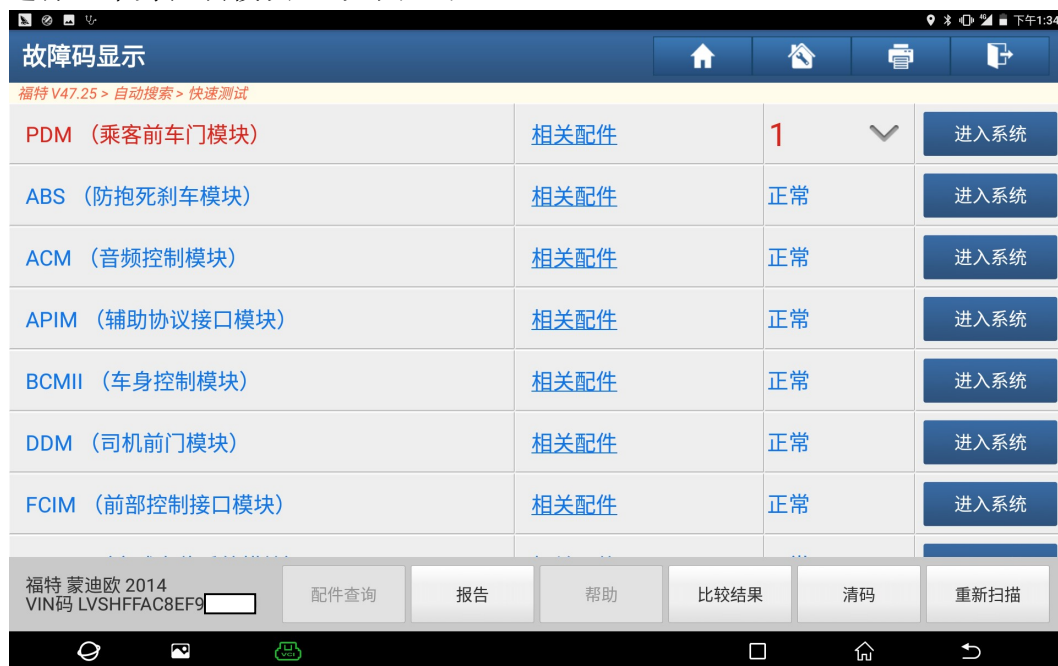 下午1:34
故障码显示
福特 V47.25 > 自动搜索 > 快速测试
PDM （乘客前车门模块） 相关配件 1 进入系统
ABS （防抱死刹车模块） 相关配件 正常 进入系统
ACM （音频控制模块） 相关配件 正常 进入系统
APIM （辅助协议接口模块） 相关配件 正常 进入系统
BCMII （车身控制模块） 相关配件 正常 进入系统
DDM （司机前门模块） 相关配件 正常 进入系统
FCIM （前部控制接口模块） 相关配件 正常 进入系统
福特 蒙迪欧 2014
VIN码 LVSHFFAC8EF9
配件查询 报告 帮助 比较结果 清码 重新扫描
VCI